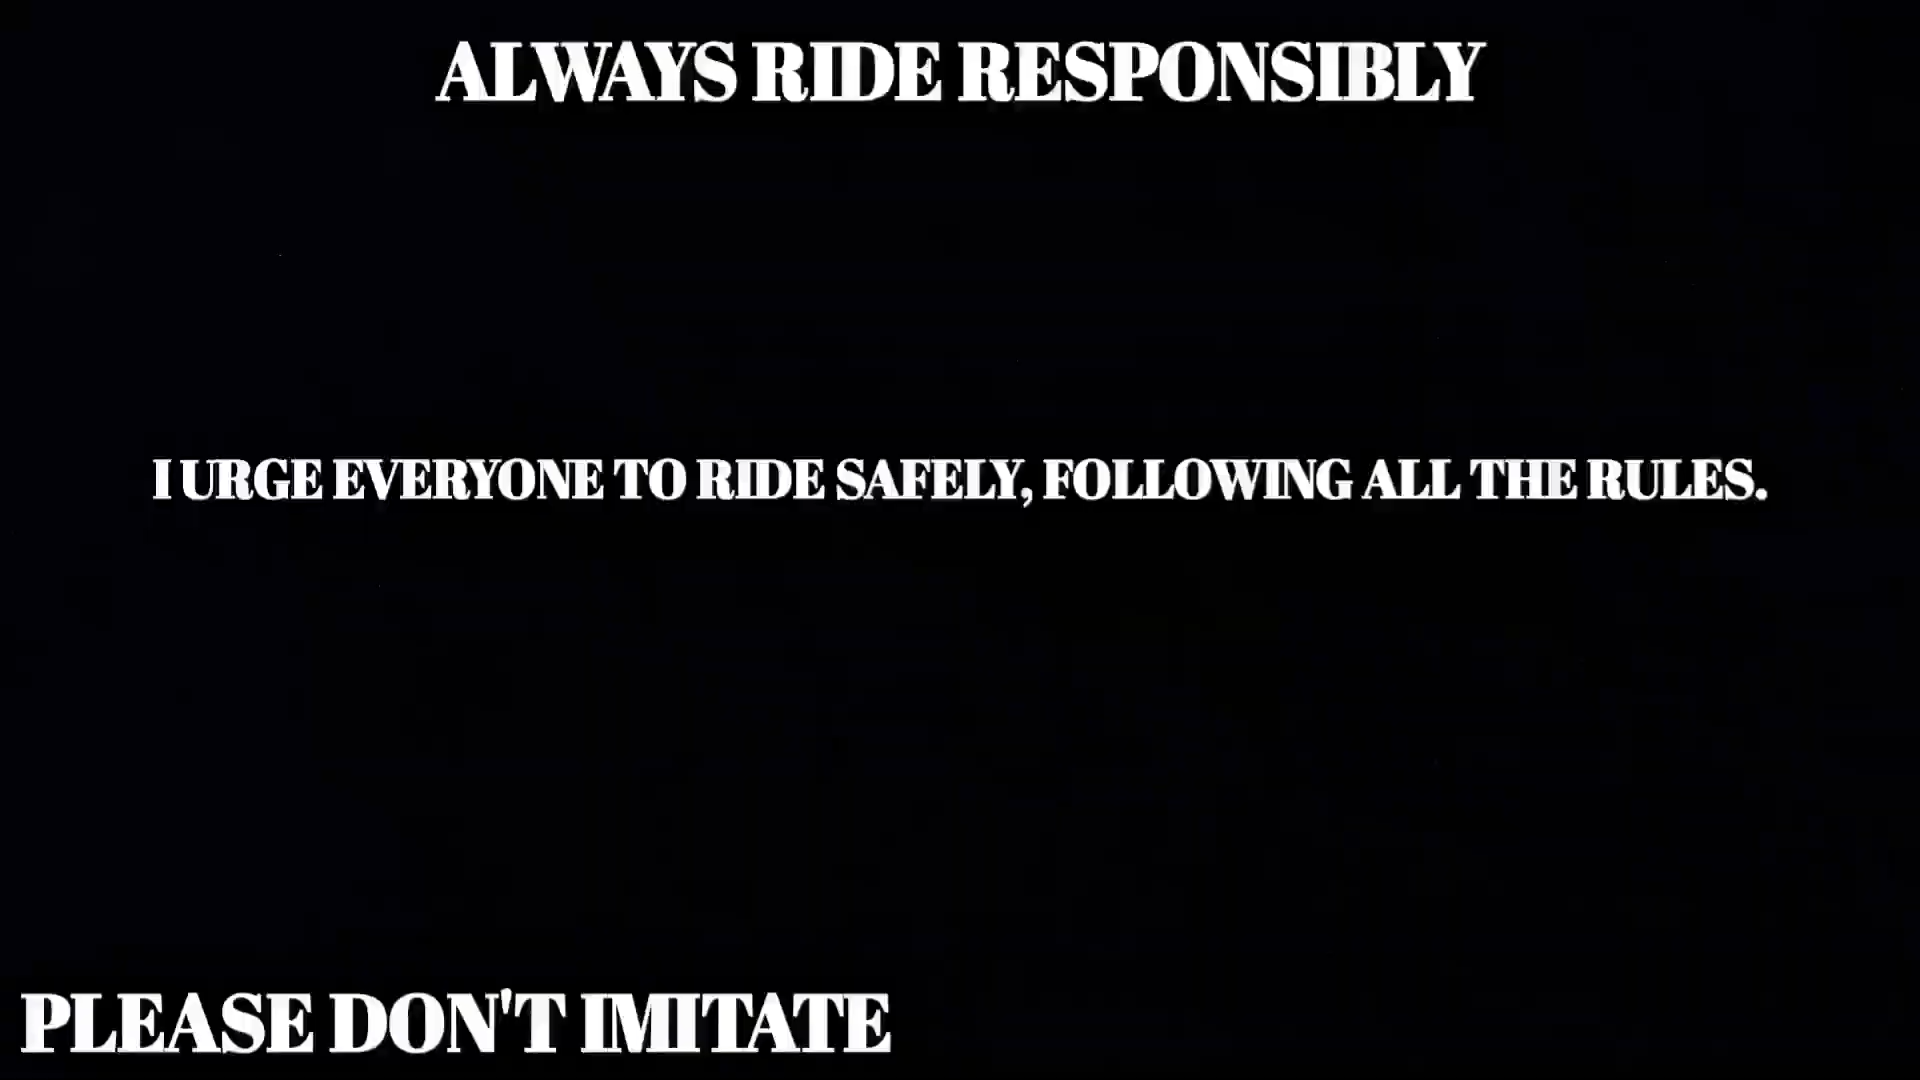 ALWAYS RIDE RESPONSIBLY
I URGE EVERYONE TO RIDE SAFELY, FOLLOWING ALL THE RULES.
PLEASE DON'T IMITATE